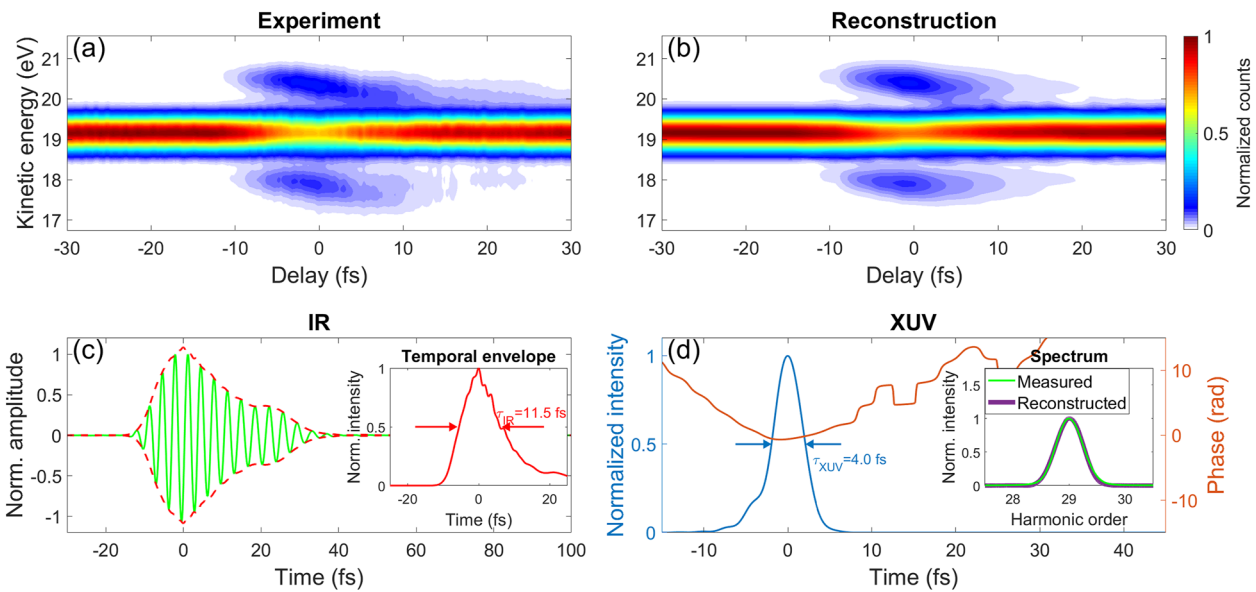 Experiment
(a)
Kinetic energy (eV)
21
20
19
18
17
-30 -20 -10 0 10 20 30
Delay (fs)
Reconstruction
(b)
-30 -20 -10 0 10 20 30
Delay (fs)
1
0.5
0
Normalized counts
IR
(c)
Norm. amplitude
1
0.5
0
-0.5
-1
-20 0 20 40 60 80 100
Time (fs)
Temporal envelope
Norm. intensity
1
0.5
0
τIR=11.5 fs
-20 0 20
Time (fs)
XUV
(d)
Normalized intensity
1
0.5
0
τXUV=4.0 fs
-10 0 10 20 30 40
Time (fs)
10
0
-10
Phase (rad)
Spectrum
Measured
Reconstructed
Norm. intensity
1.5
1
0.5
0
28 29 30
Harmonic order